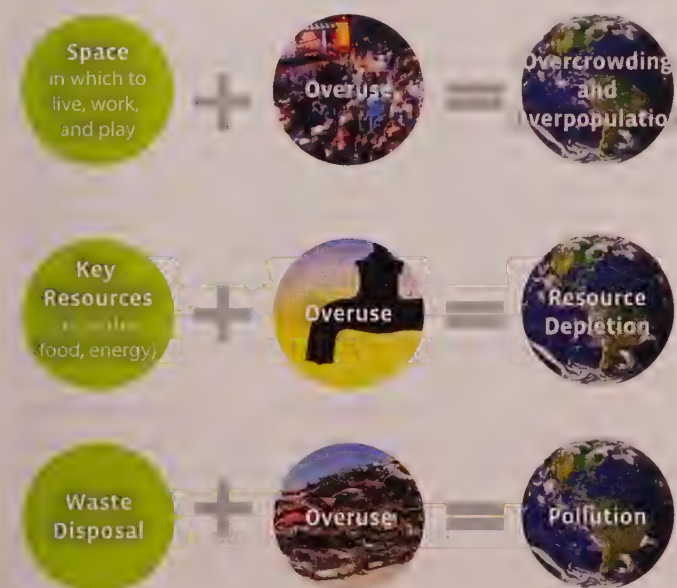 Space
in which to
live, work,
and play
+
Overuse
=
Overcrowding
and
verpopulatio
Key
Resources
food, energy)
+
Overuse
=
Resource
Depletion
Waste
Disposal
+
Overuse
=
Pollution